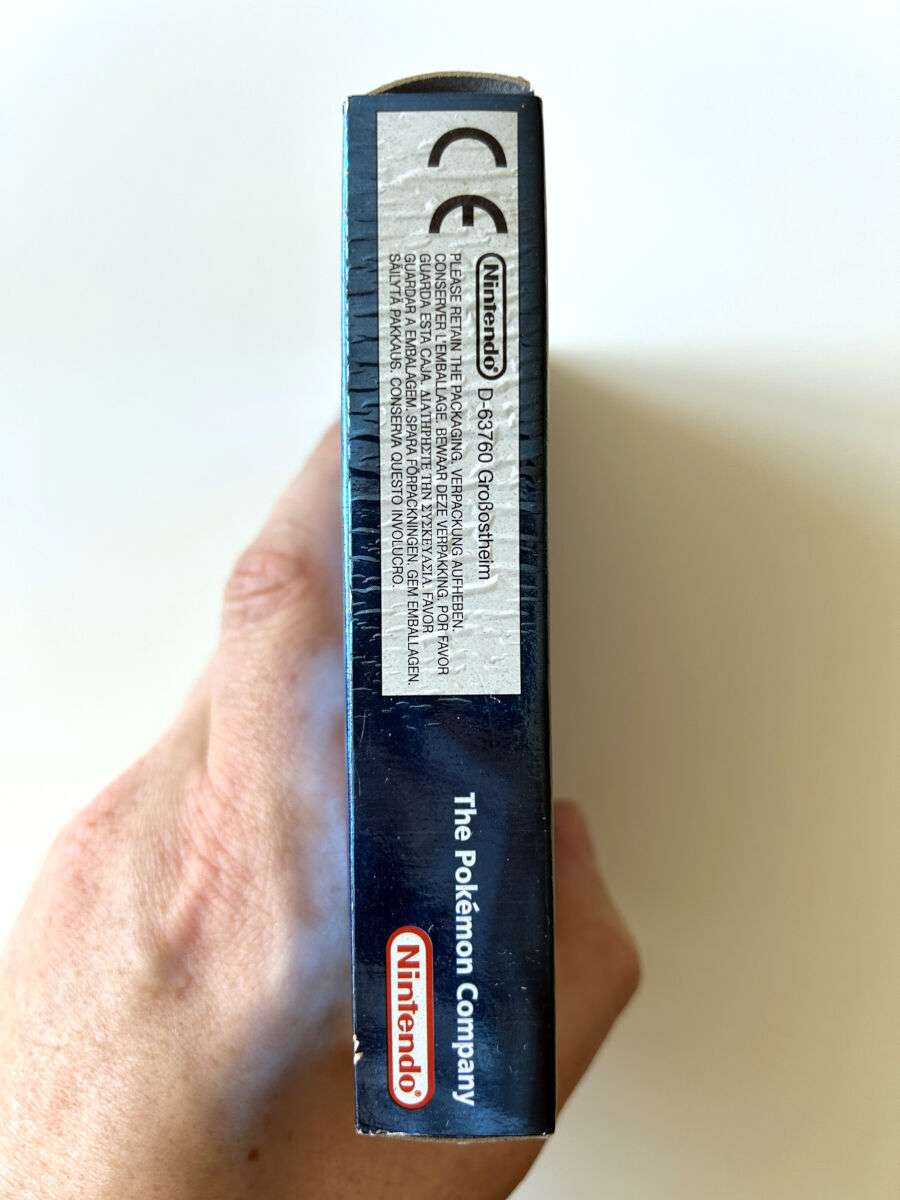 CE
Nintendo®
D-63760 Großostheim
PLEASE RETAIN THE PACKAGING. VERPACKUNG AUFHEBEN.
CONSERVER L'EMBALLAGE. BEWAAR DEZE VERPAKKING. POR FAVOR
GUARDA ESTA CAJA. ΔΙΑΤΗΡΗΣΤΕ ΤΗΝ ΣΥΣΚΕΥΑΣΙΑ. FAVOR
GUARDAR A EMBALAGEM. SPARA FÖRPACKNINGEN. GEM EMBALLAGEN.
SÄILYTÄ PAKKAUS. CONSERVA QUESTO INVOLUCRO.
The Pokémon Company
Nintendo®